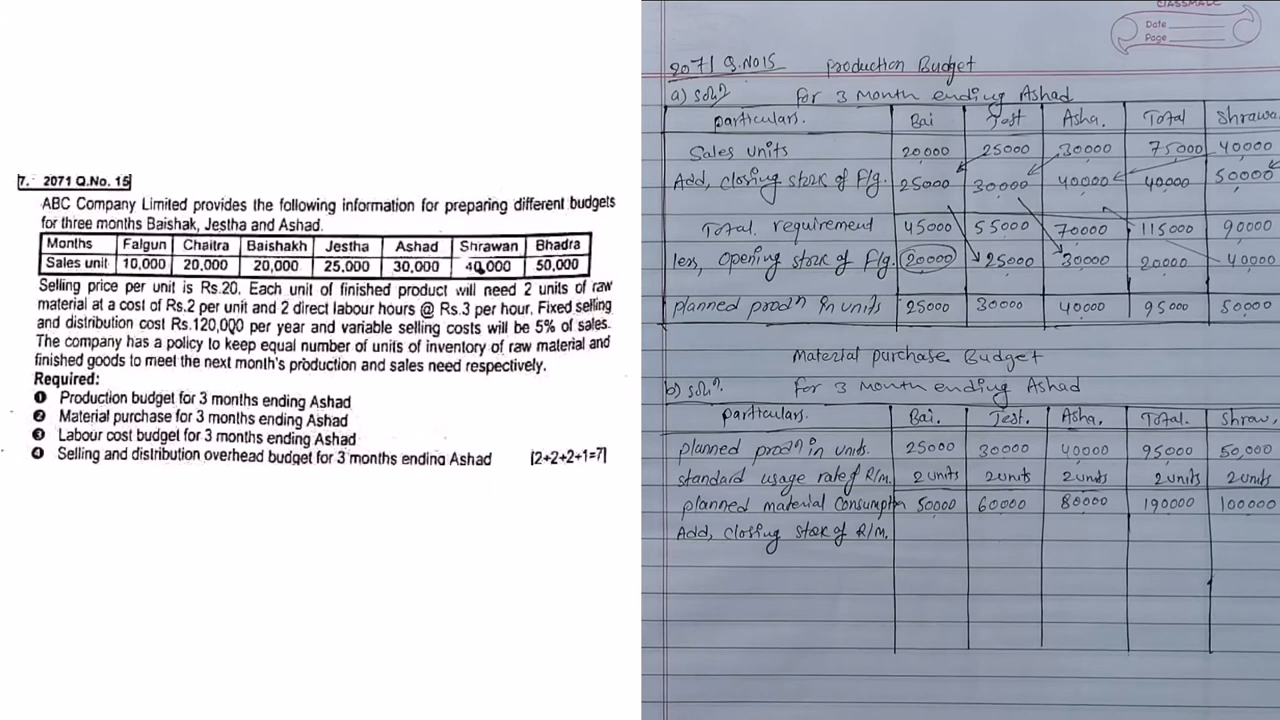 7. 2071 Q.No. 15
ABC Company Limited provides the following information for preparing different budgets
for three months Baishak, Jestha and Ashad.
Months Falgun Chaitra Baishakh Jestha Ashad Shrawan Bhadra
Sales unit 10,000 20,000 20,000 25,000 30,000 40,000 50,000
Selling price per unit is Rs.20. Each unit of finished product will need 2 units of raw
material at a cost of Rs.2 per unit and 2 direct labour hours @ Rs.3 per hour. Fixed selling
and distribution cost Rs.120,000 per year and variable selling costs will be 5% of sales.
The company has a policy to keep equal number of units of inventory of raw material and
finished goods to meet the next month's production and sales need respectively.
Required:
1 Production budget for 3 months ending Ashad
2 Material purchase for 3 months ending Ashad
3 Labour cost budget for 3 months ending Ashad
4 Selling and distribution overhead budget for 3 months ending Ashad [2+2+2+1=7]
CLASSMATE
Date
Page
2071 Q.NO15 Production Budget
a) Soln For 3 Month ending Ashad
Particulars. Bai Jest Asha. Total Shrawa
Sales units 20000 25000 30000 75000 40000
Add, closing stock of F/g. 25000 30000 40000 40000 50000
Total requirement 45000 55000 70000 115000 90000
less, opening stock of F/g. 20000 25000 30000 20000 40000
planned prodn in units 25000 30000 40000 95000 50000
Material purchase Budget
b) soln. For 3 Month ending Ashad
Particulars. Bai. Jest. Asha. Total. Shraw.
planned prodn in units. 25000 30000 40000 95000 50,000
standard usage rate of R/M. 2 units 2 units 2 units 2 units 2 units
planned material Consumptn 50000 60000 80000 190000 100000
Add, closing stock of R/M.